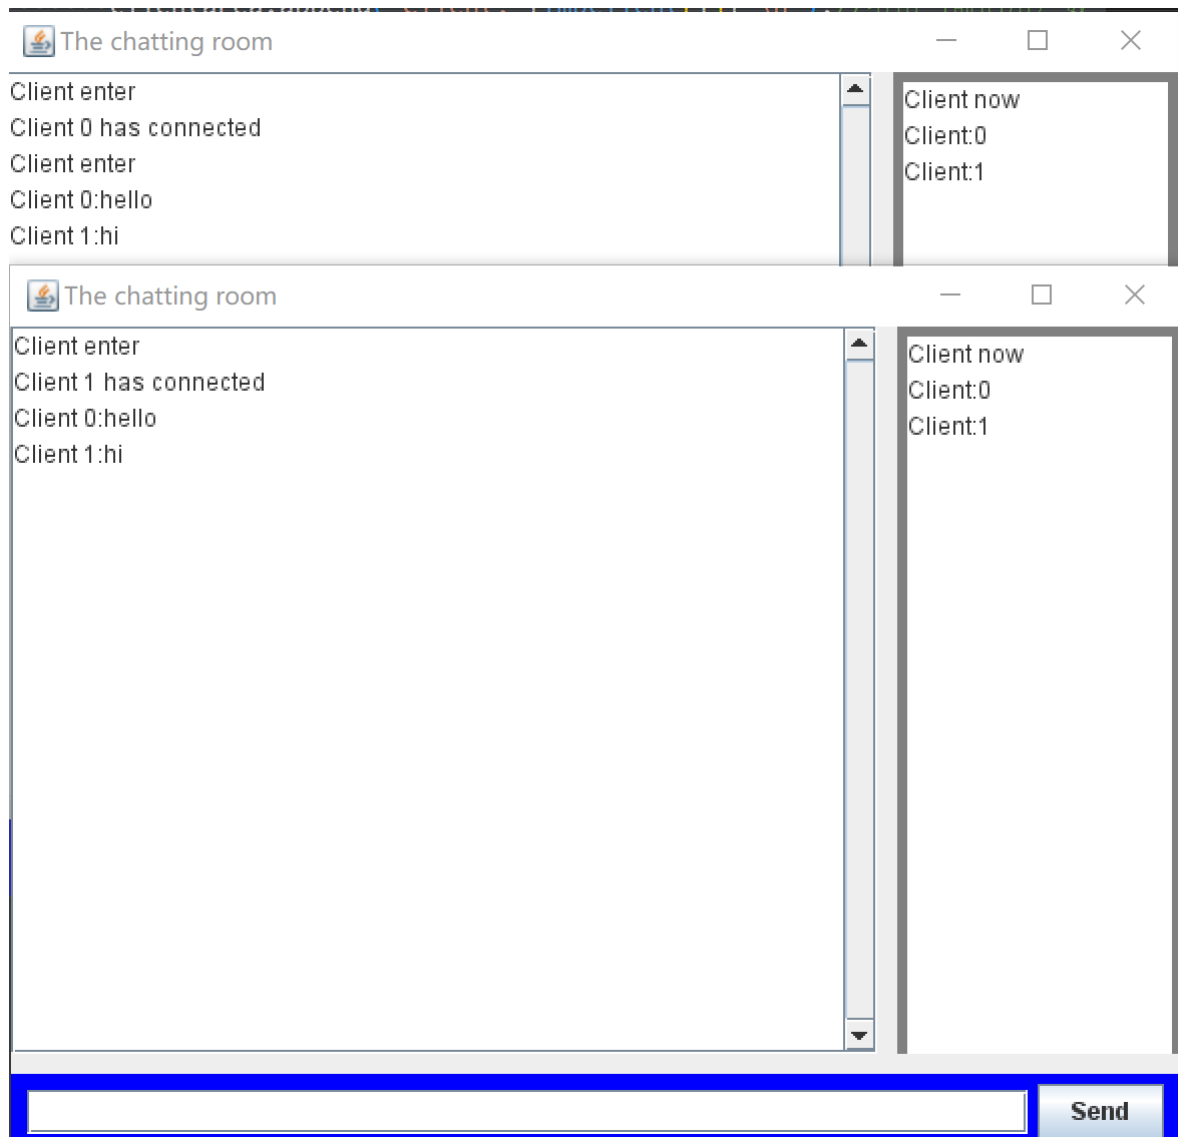 The chatting room
Client enter
Client 0 has connected
Client enter
Client 0:hello
Client 1:hi
Client now
Client:0
Client:1
The chatting room
Client enter
Client 1 has connected
Client 0:hello
Client 1:hi
Client now
Client:0
Client:1
Send